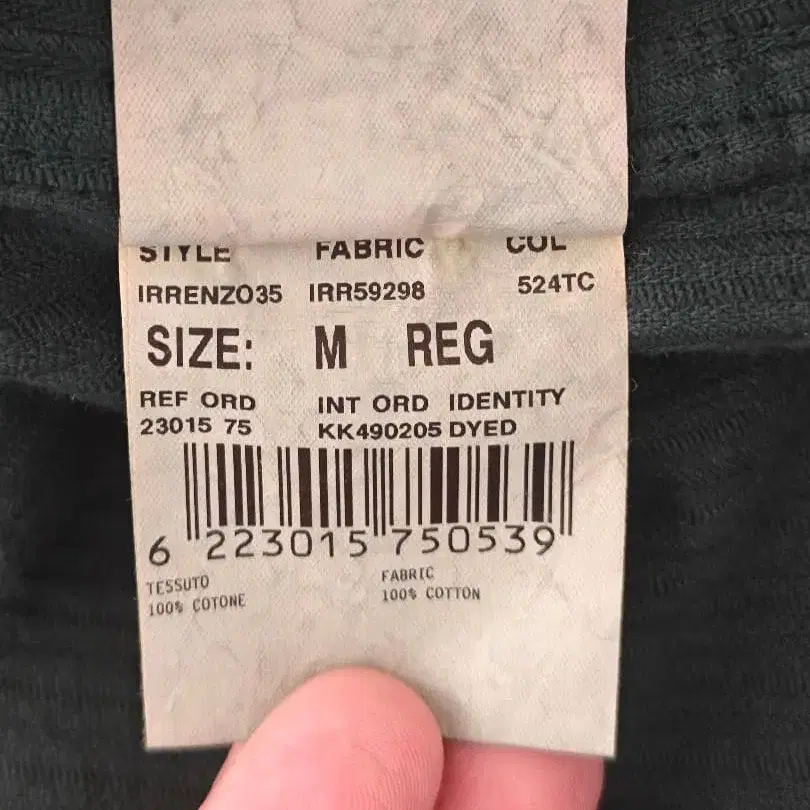 STYLE FABRIC COL
IRRENZO35 IRR59298 524TC
SIZE: M REG
REF ORD INT ORD IDENTITY
23015 75 KK490205 DYED
6 223015 750539
TESSUTO FABRIC
100% COTONE 100% COTTON